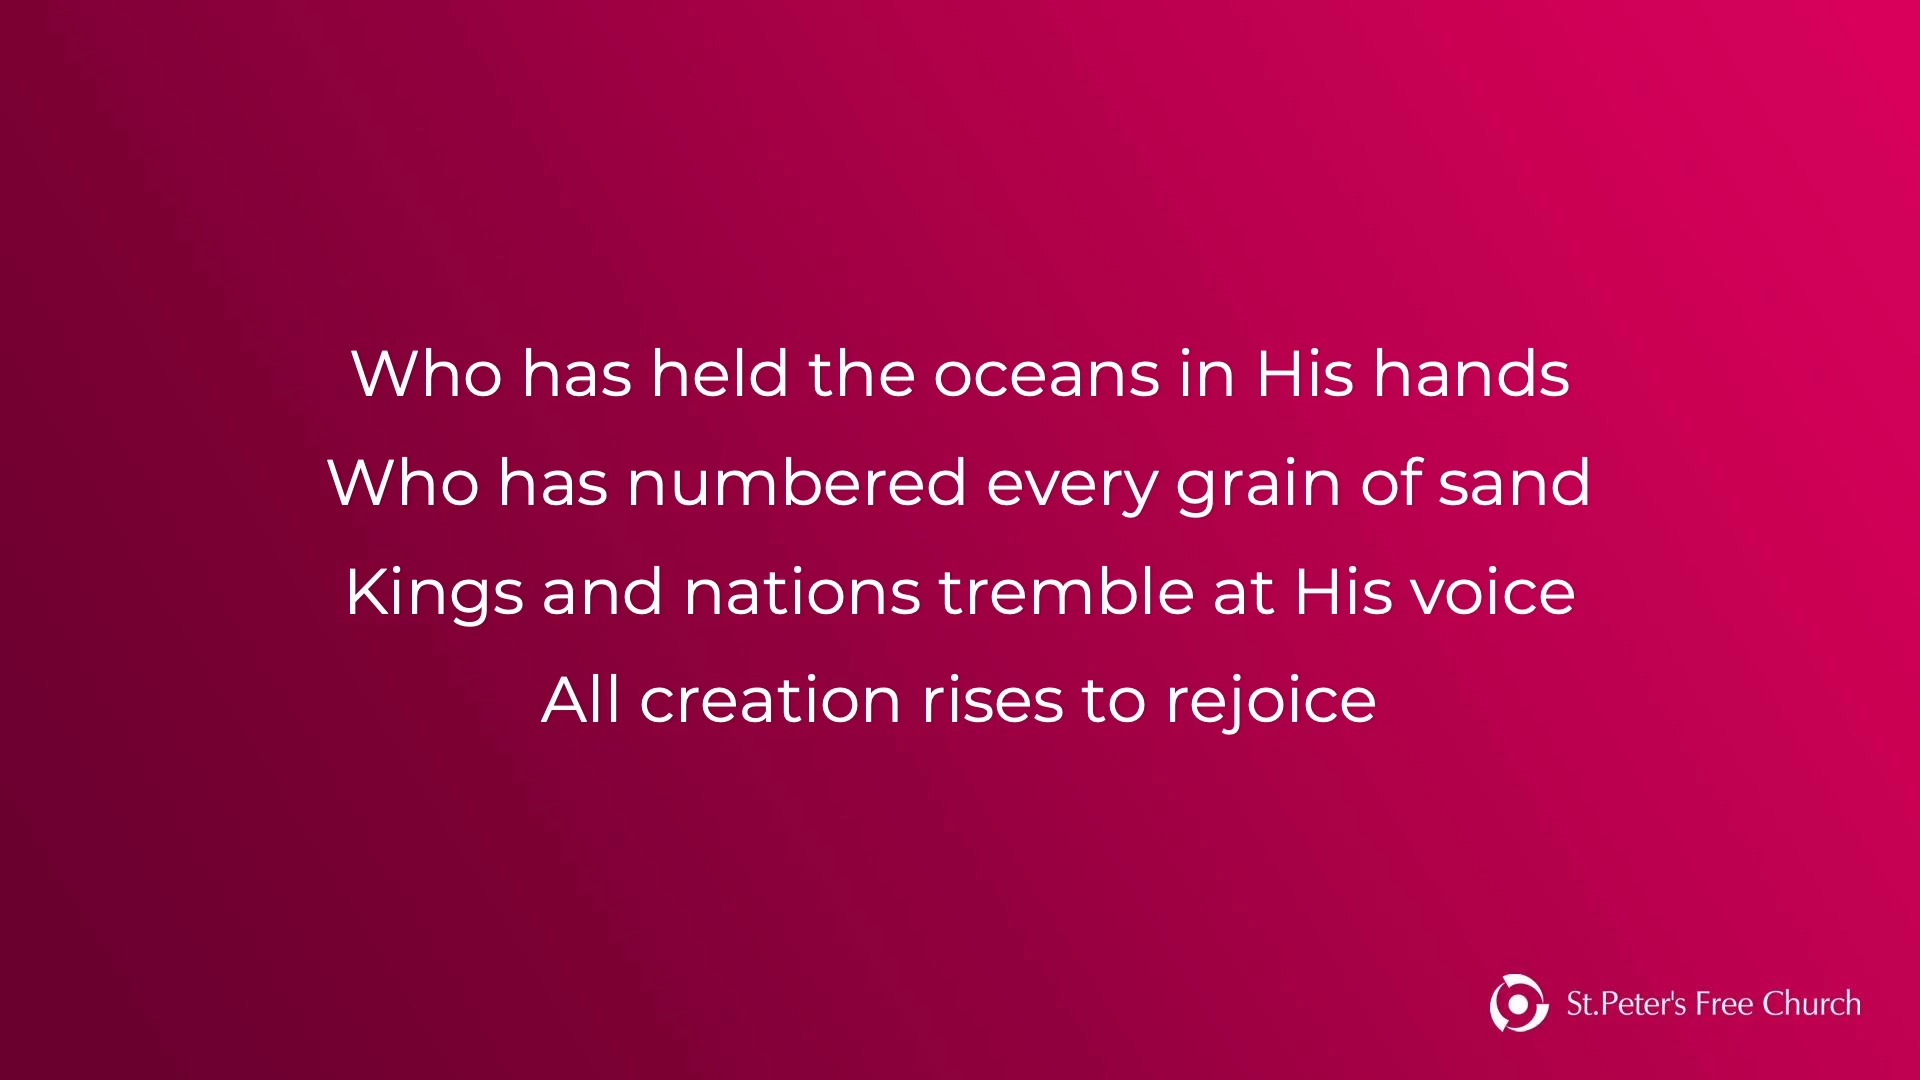 Who has held the oceans in His hands
Who has numbered every grain of sand
Kings and nations tremble at His voice
All creation rises to rejoice
St.Peter's Free Church